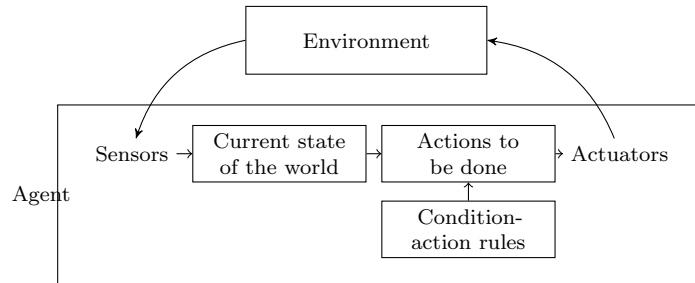 Environment
Sensors
Current state
of the world
Actions to
be done
Actuators
Agent
Condition-
action rules